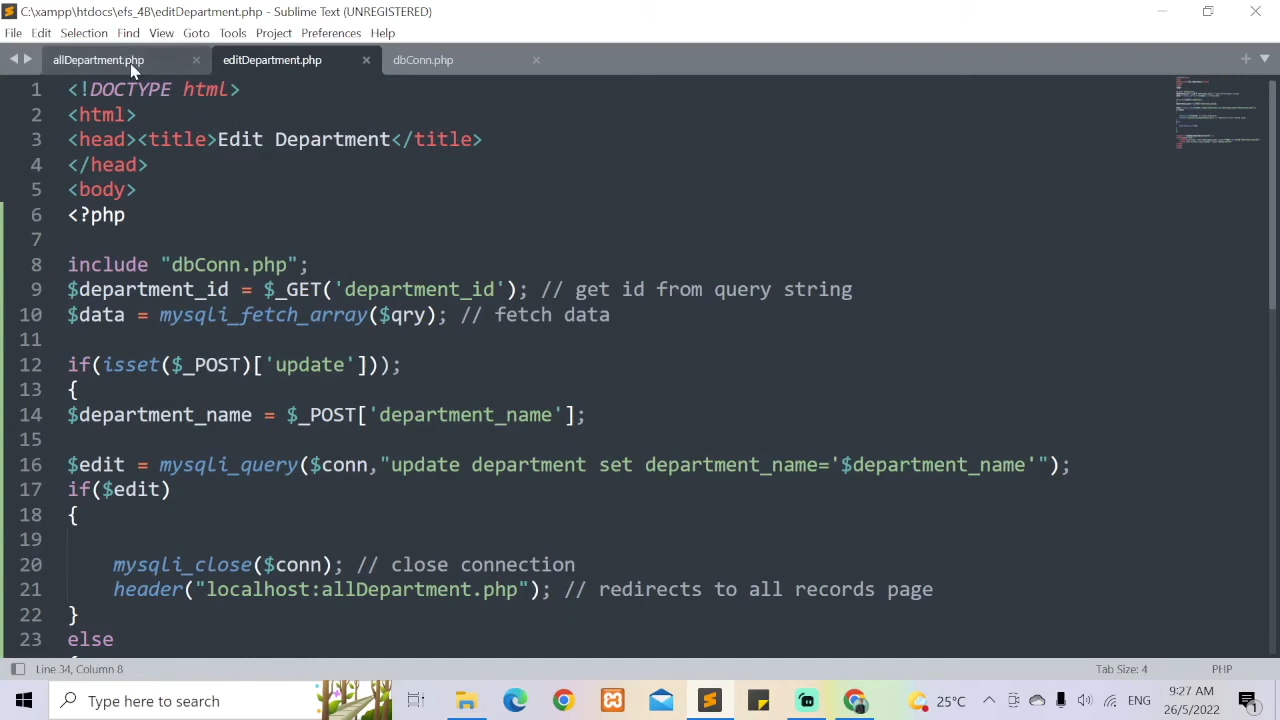 C:\xampp\htdocs\efs_4B\editDepartment.php - Sublime Text (UNREGISTERED)
File Edit Selection Find View Goto Tools Project Preferences Help
allDepartment.php editDepartment.php dbConn.php
1 <!DOCTYPE html>
2 <html>
3 <head><title>Edit Department</title>
4 </head>
5 <body>
6 <?php
7
8 include "dbConn.php";
9 $department_id = $_GET('department_id'); // get id from query string
10 $data = mysqli_fetch_array($qry); // fetch data
11
12 if(isset($_POST)['update']));
13 {
14 $department_name = $_POST['department_name'];
15
16 $edit = mysqli_query($conn,"update department set department_name='$department_name'");
17 if($edit)
18 {
19
20 mysqli_close($conn); // close connection
21 header("localhost:allDepartment.php"); // redirects to all records page
22 }
23 else
Line 34, Column 8 Tab Size: 4 PHP
Type here to search 25°C ENG 9:27 AM
26/5/2022 1